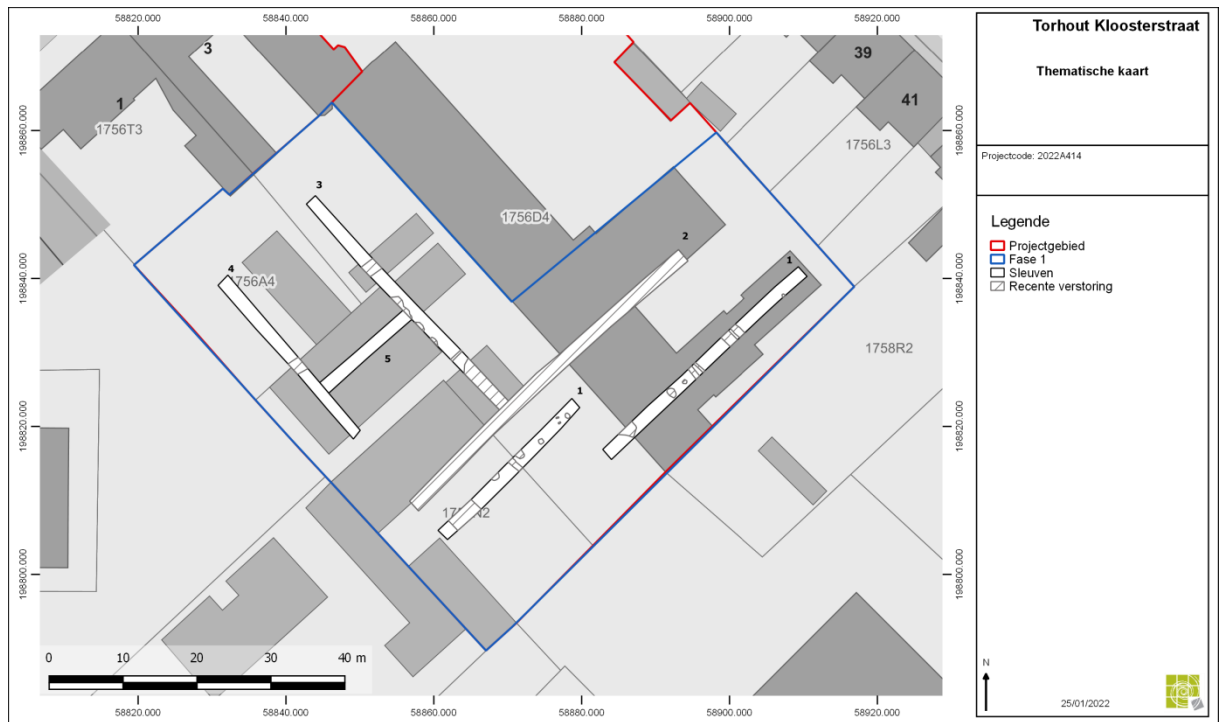 58820.000 58840.000 58860.000 58880.000 58900.000 58920.000
198860.000
198840.000
198820.000
198800.000
198860.000
198840.000
198820.000
198800.000
3
39
1
41
1756T3
1756L3
3
1756D4
2
1
4
1756A4
1758R2
5
1
0 10 20 30 40 m
58820.000 58840.000 58860.000 58880.000 58900.000 58920.000
Torhout Kloosterstraat
Thematische kaart
Projectcode: 2022A414
Legende
Projectgebied
Fase 1
Sleuven
Recente verstoring
N
25/01/2022